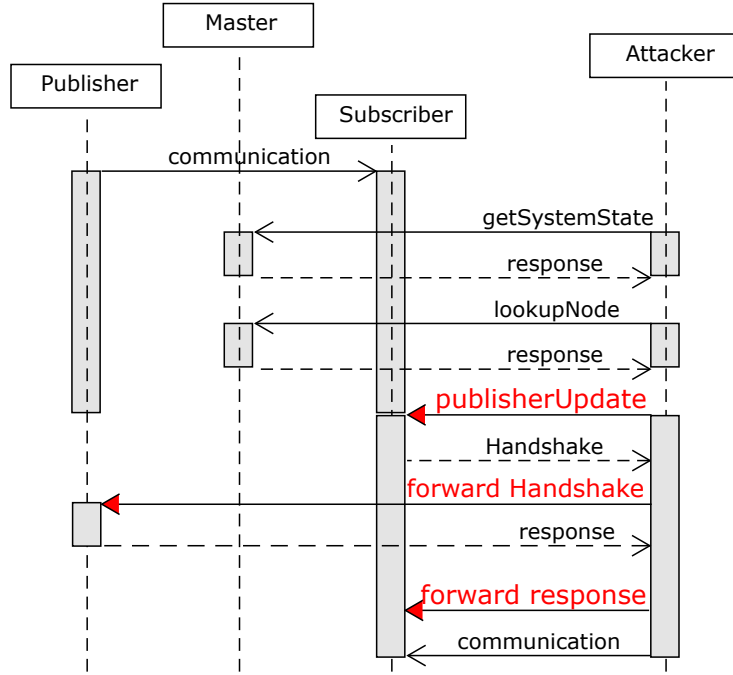 Master
Attacker
Publisher
Subscriber
communication
getSystemState
response
lookupNode
response
publisherUpdate
Handshake
forward Handshake
response
forward response
communication